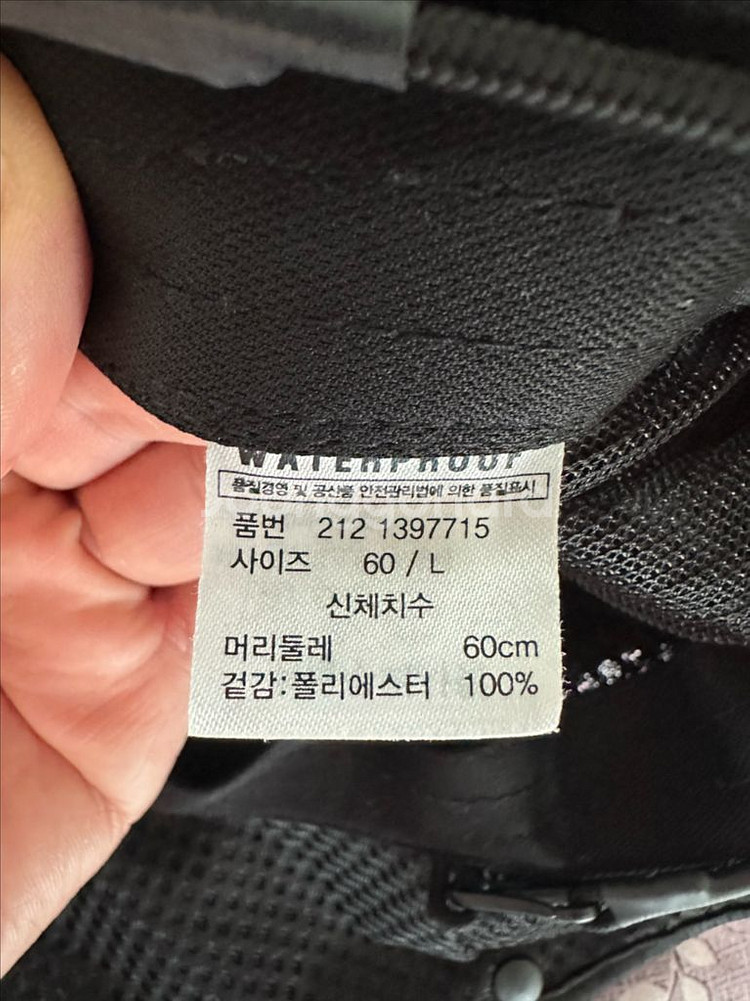 WATERPROOF
품질경영 및 공산품 안전관리법에 의한 품질표시
품번 212 1397715
사이즈 60 / L
신체치수
머리둘레 60cm
겉감:폴리에스터 100%